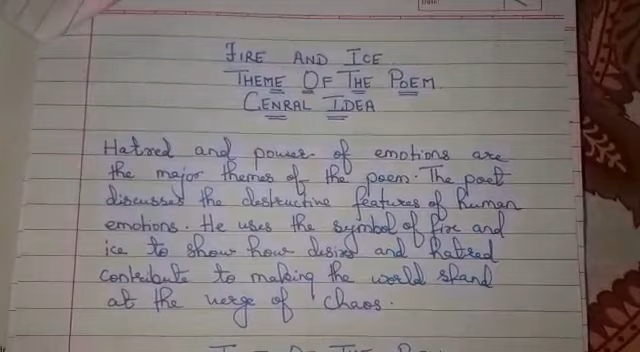 Date:
FIRE AND ICE
THEME OF THE POEM
CENRAL IDEA
Hatred and power of emotions are
the major themes of the poem. The poet
discusses the destructive features of human
emotions. He uses the symbol of fire and
ice to show how desire and hatred
contribute to making the world stand
at the verge of chaos.